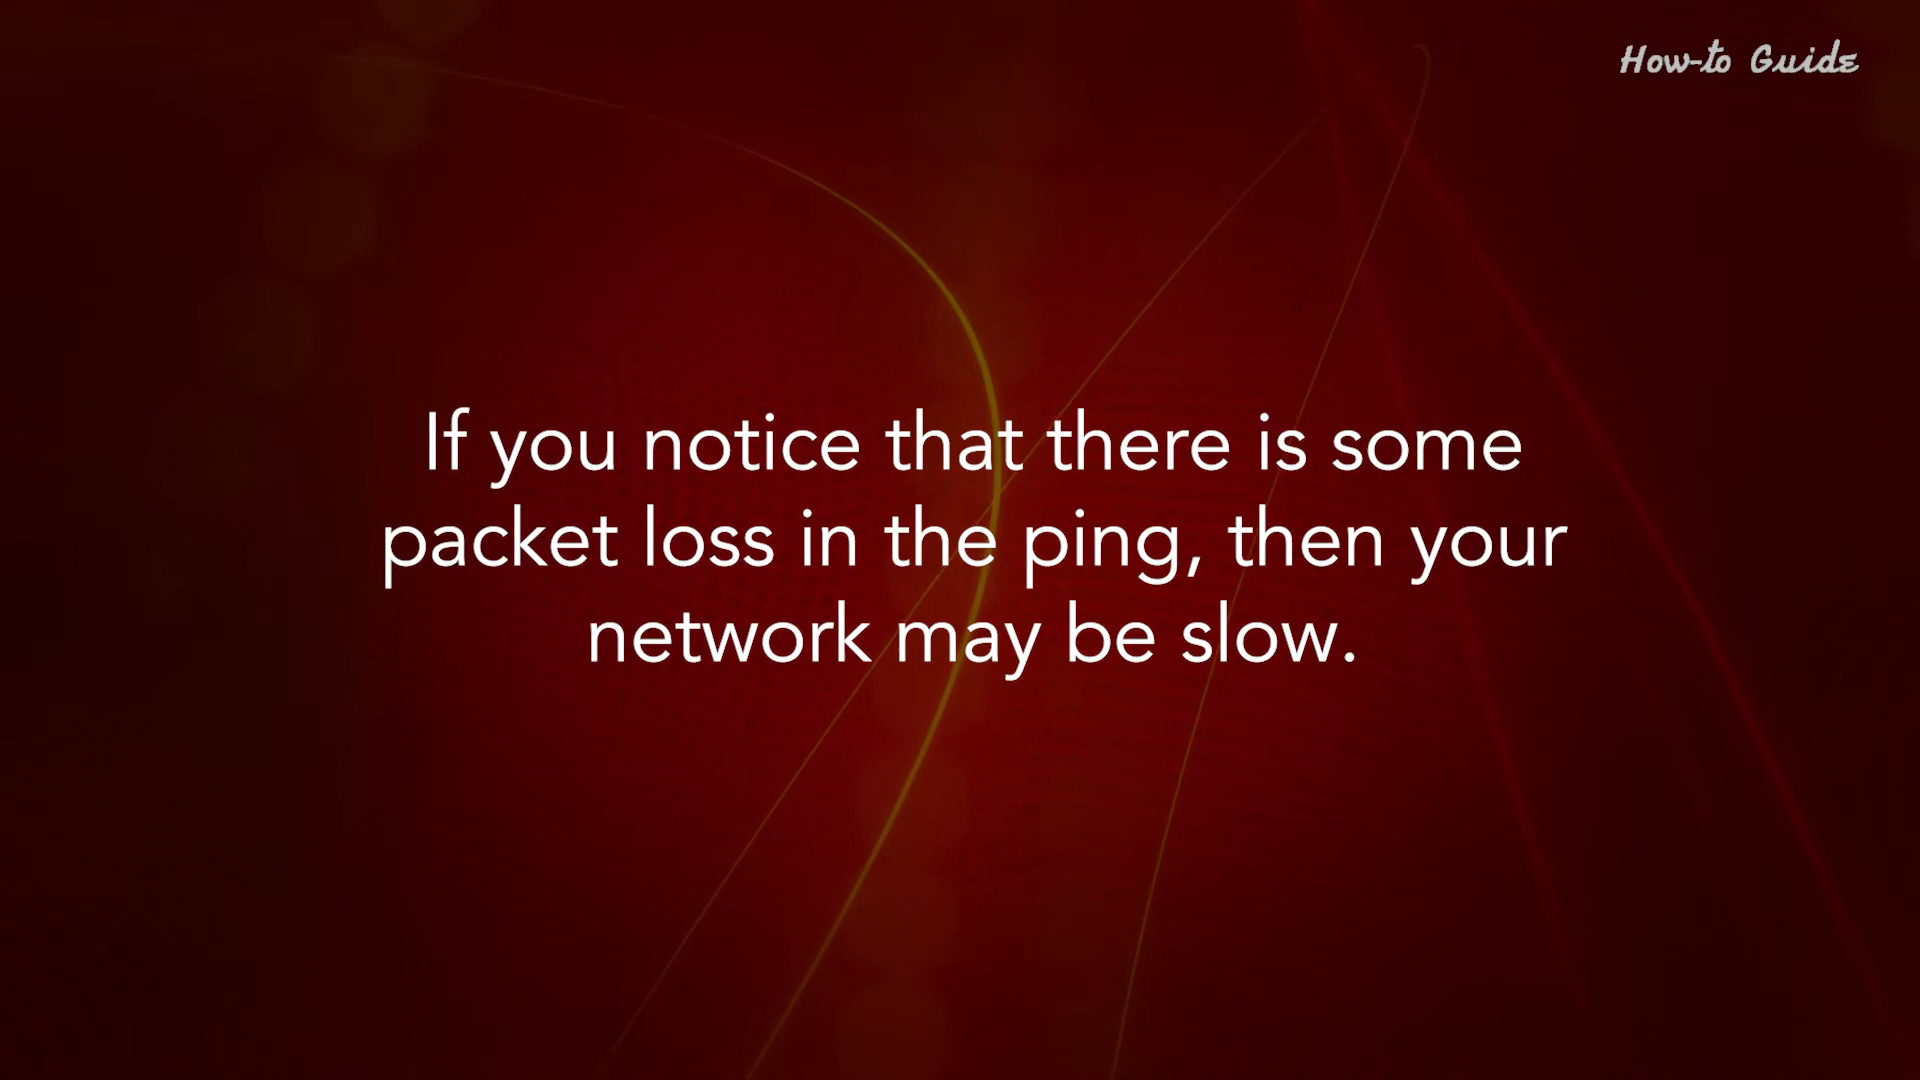 How-to Guide
If you notice that there is some
packet loss in the ping, then your
network may be slow.